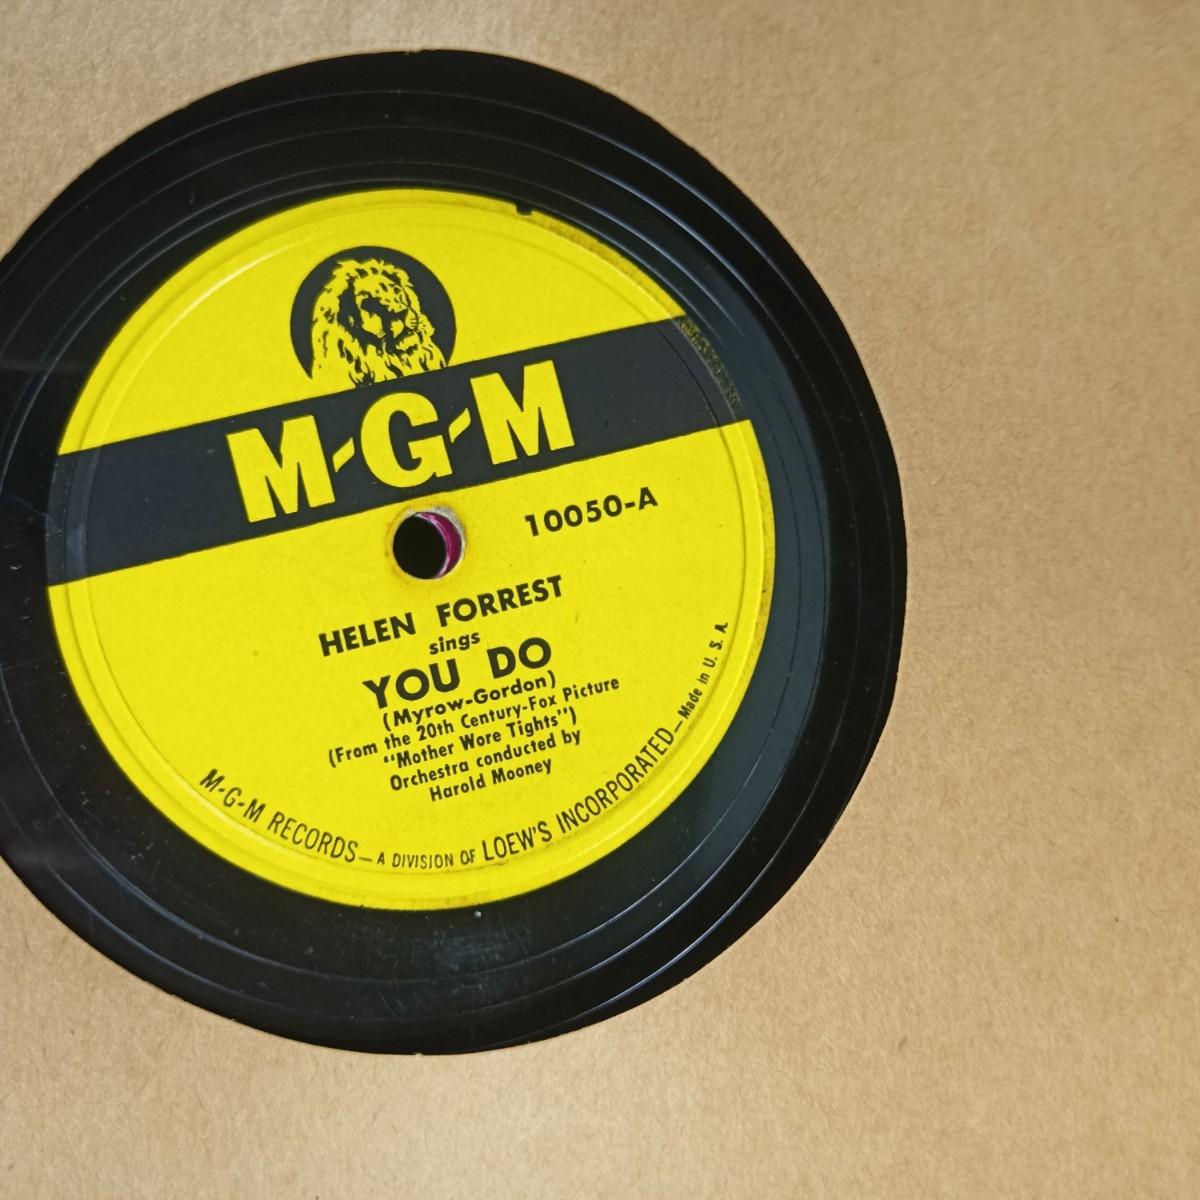 M-G-M
10050-A
HELEN FORREST
sings
YOU DO
(Myrow-Gordon)
(From the 20th Century-Fox Picture
"Mother Wore Tights")
Orchestra conducted by
Harold Mooney
M-G-M RECORDS—A DIVISION OF LOEW'S INCORPORATED—Made in U. S. A.